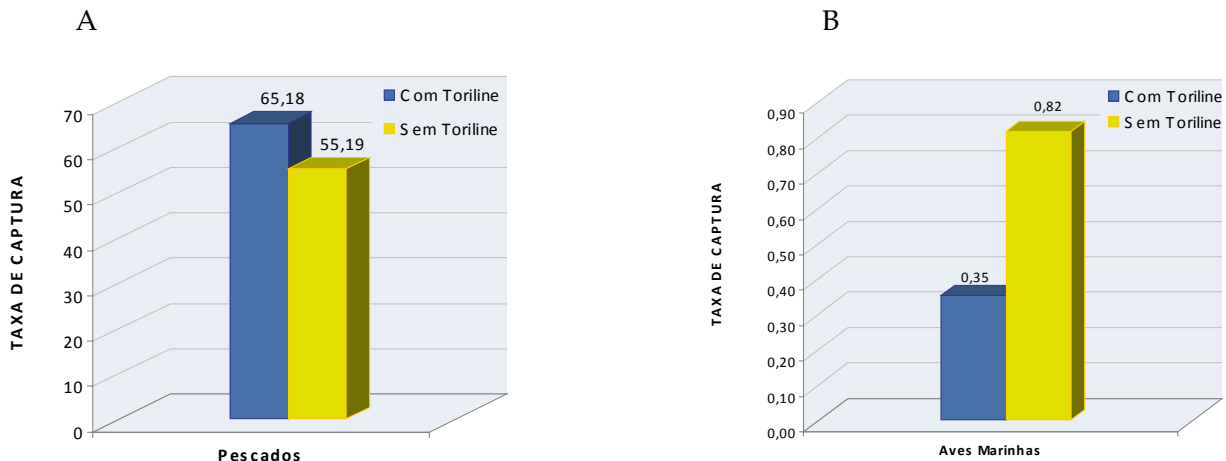 A
65,18
55,19
Com Toriline
Sem Toriline
70
60
50
40
30
20
10
0
TAXA DE CAPTURA
Pescados
B
0,82
0,35
Com Toriline
Sem Toriline
0,90
0,80
0,70
0,60
0,50
0,40
0,30
0,20
0,10
0,00
TAXA DE CAPTURA
Aves Marinhas